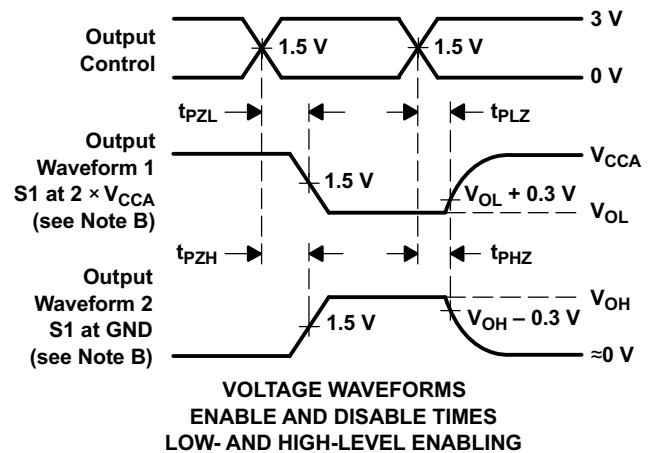 Output
Control
1.5 V
1.5 V
3 V
0 V
tPZL
tPLZ
Output
Waveform 1
S1 at 2 × VCCA
(see Note B)
1.5 V
VCCA
VOL + 0.3 V
VOL
tPZH
tPHZ
Output
Waveform 2
S1 at GND
(see Note B)
1.5 V
VOH
VOH – 0.3 V
≈0 V
VOLTAGE WAVEFORMS
ENABLE AND DISABLE TIMES
LOW- AND HIGH-LEVEL ENABLING